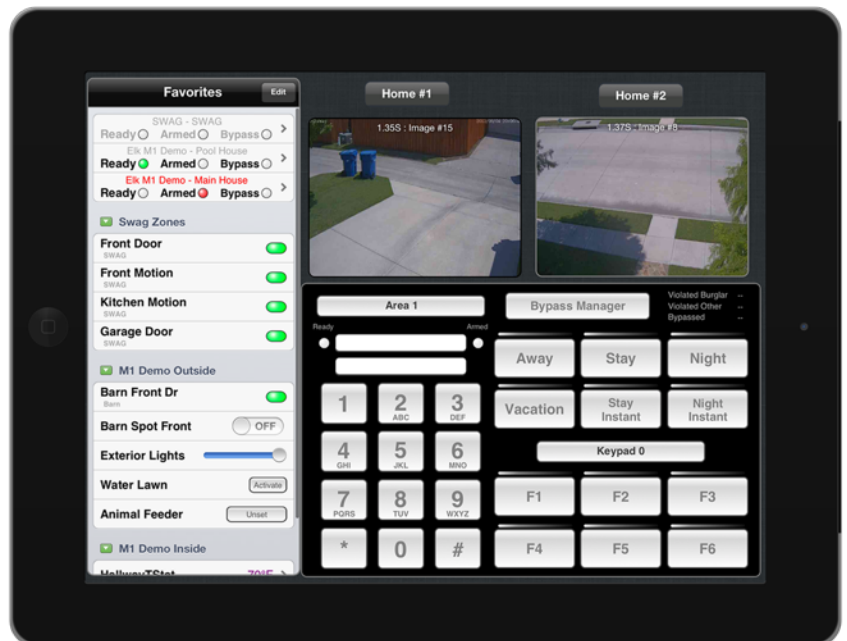 Favorites
Edit
SWAG - SWAG
Ready Armed Bypass
Elk M1 Demo - Pool House
Ready Armed Bypass
Elk M1 Demo - Main House
Ready Armed Bypass
Swag Zones
Front Door
SWAG
Front Motion
SWAG
Kitchen Motion
SWAG
Garage Door
SWAG
M1 Demo Outside
Barn Front Dr
Barn
Barn Spot Front OFF
Exterior Lights
Water Lawn Activate
Animal Feeder Unset
M1 Demo Inside
HallwayTStat 70°F
Home #1
Home #2
1.35S : Image #15
1.37S : Image #8
Area 1
Ready Armed
Bypass Manager
Violated Burglar --
Violated Other --
Bypassed --
1
2 ABC
3 DEF
4 GHI
5 JKL
6 MNO
7 PQRS
8 TUV
9 WXYZ
* 0 #
Away Stay Night
Vacation Stay Instant Night Instant
Keypad 0
F1 F2 F3
F4 F5 F6